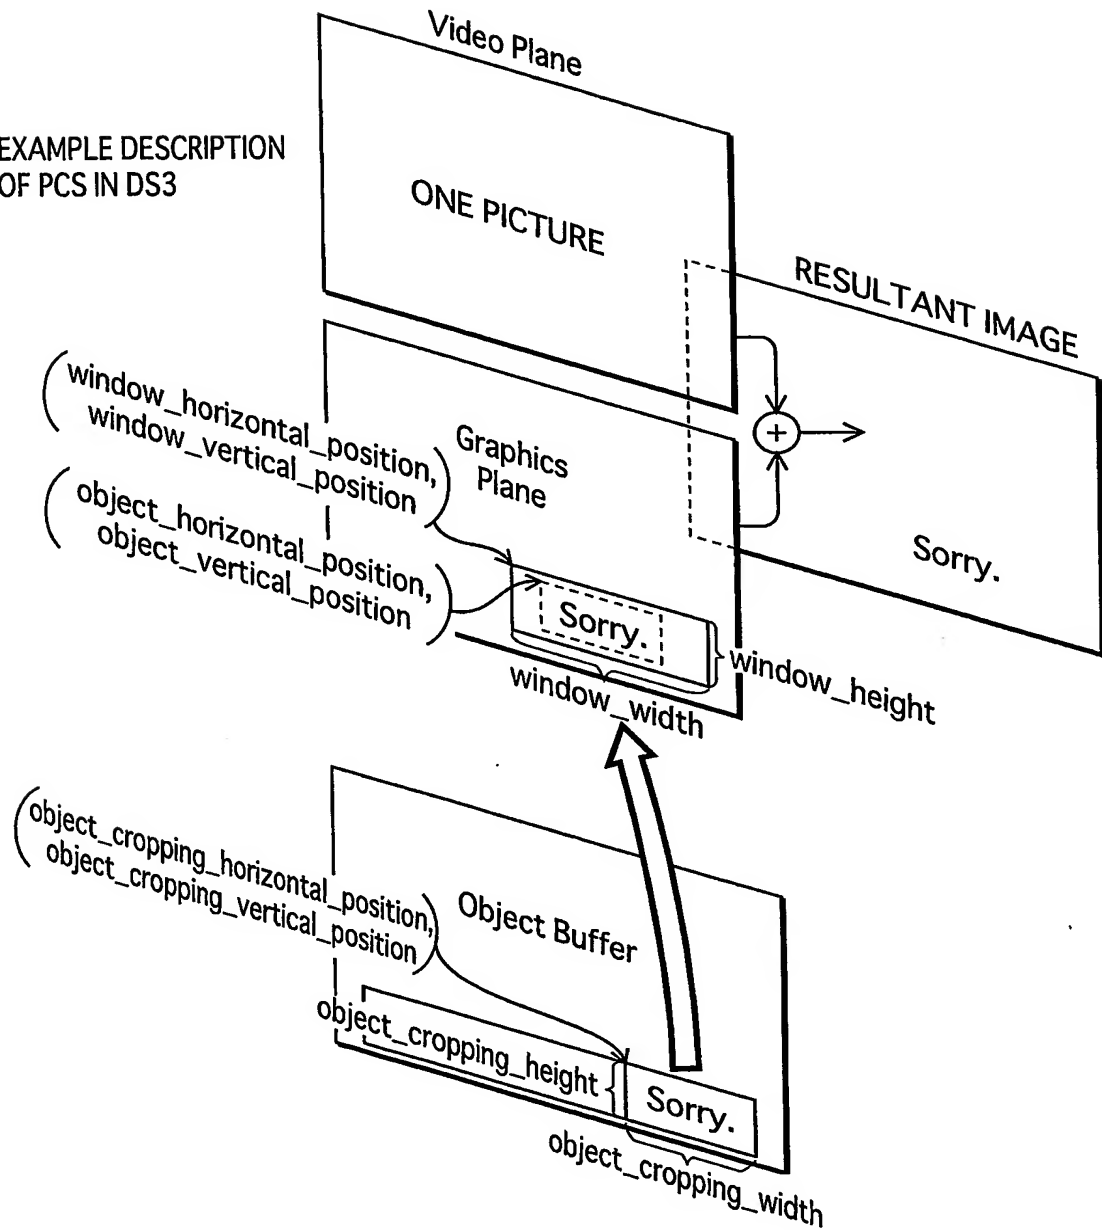 Video Plane
EXAMPLE DESCRIPTION
OF PCS IN DS3
ONE PICTURE
RESULTANT IMAGE
(window_horizontal_position,
window_vertical_position)
Graphics
Plane
+
(object_horizontal_position,
object_vertical_position)
Sorry.
Sorry.
window_height
window_width
(object_cropping_horizontal_position,
object_cropping_vertical_position)
Object Buffer
object_cropping_height
Sorry.
object_cropping_width